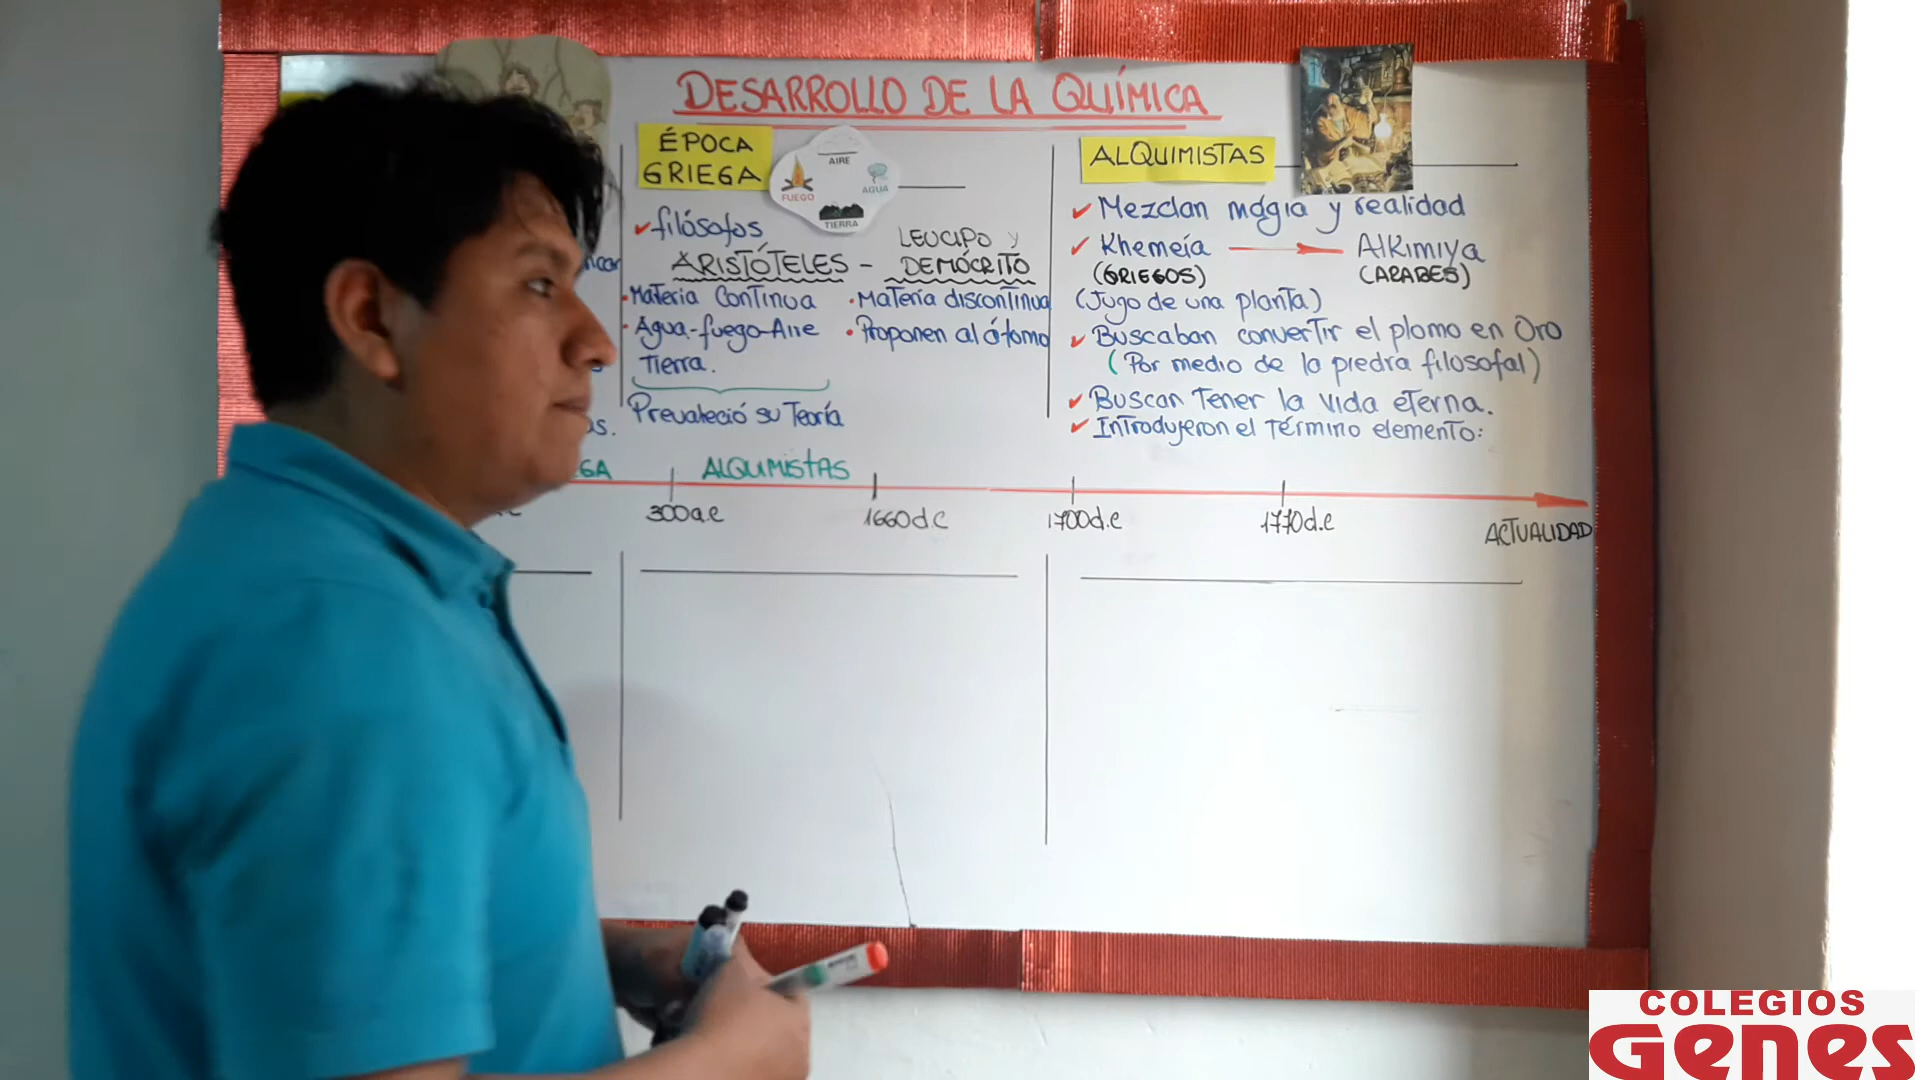 DESARROLLO DE LA QUÍMICA
ÉPOCA
GRIEGA
AIRE
FUEGO
AGUA
TIERRA
✔ filósofos
LEUCIPO y
ARISTÓTELES - DEMÓCRITO
• Materia Continua
• Agua-fuego-Aire
Tierra.
Prevaleció su Teoría
• Materia discontinua
• Proponen al átomo
ALQUIMISTAS
✔ Mezclan magia y realidad
✔ Khemeía → Alkimiya
(GRIEGOS) (ARABES)
(Jugo de una planta)
✔ Buscaban convertir el plomo en Oro
(Por medio de la piedra filosofal)
✔ Buscan Tener la vida eterna.
✔ Introdujeron el término elemento:
ALQUIMISTAS
300a.c 1660d.c 1700d.c 1770d.c
ACTUALIDAD
COLEGIOS
Genes